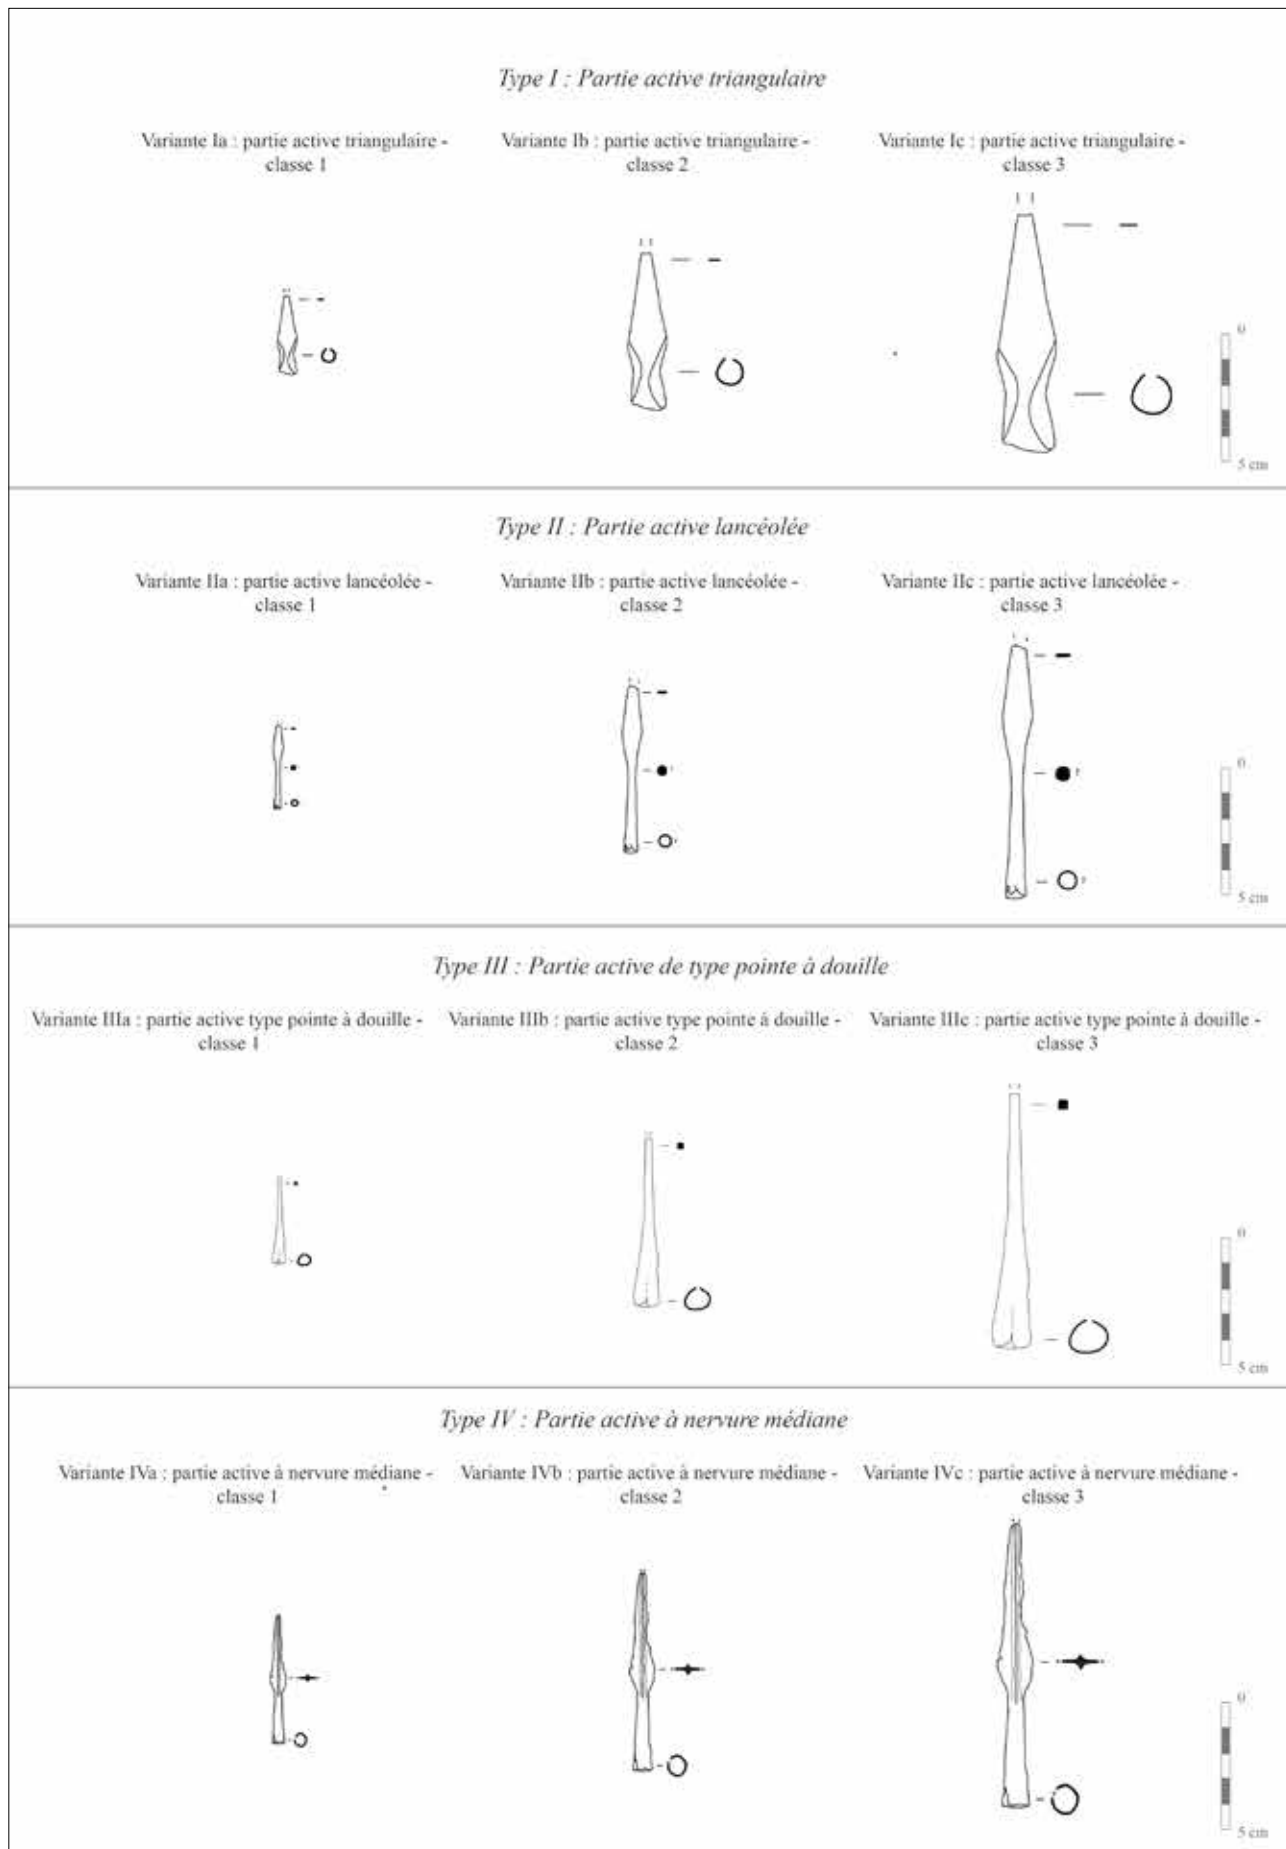 Type I : Partie active triangulaire
Variante Ia : partie active triangulaire -
classe 1
Variante Ib : partie active triangulaire -
classe 2
Variante Ic : partie active triangulaire -
classe 3
0
5 cm
Type II : Partie active lancéolée
Variante IIa : partie active lancéolée -
classe 1
Variante IIb : partie active lancéolée -
classe 2
Variante IIc : partie active lancéolée -
classe 3
?
?
?
?
0
5 cm
Type III : Partie active de type pointe à douille
Variante IIIa : partie active type pointe à douille -
classe 1
Variante IIIb : partie active type pointe à douille -
classe 2
Variante IIIc : partie active type pointe à douille -
classe 3
0
5 cm
Type IV : Partie active à nervure médiane
Variante IVa : partie active à nervure médiane -
classe 1
Variante IVb : partie active à nervure médiane -
classe 2
Variante IVc : partie active à nervure médiane -
classe 3
0
5 cm